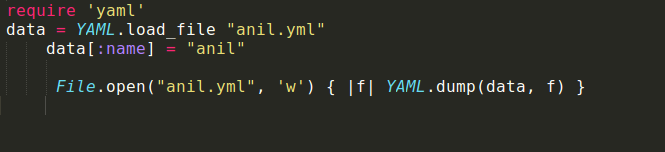 require 'yaml'
data = YAML.load_file "anil.yml"
data[:name] = "anil"
File.open("anil.yml", 'w') { |f| YAML.dump(data, f) }